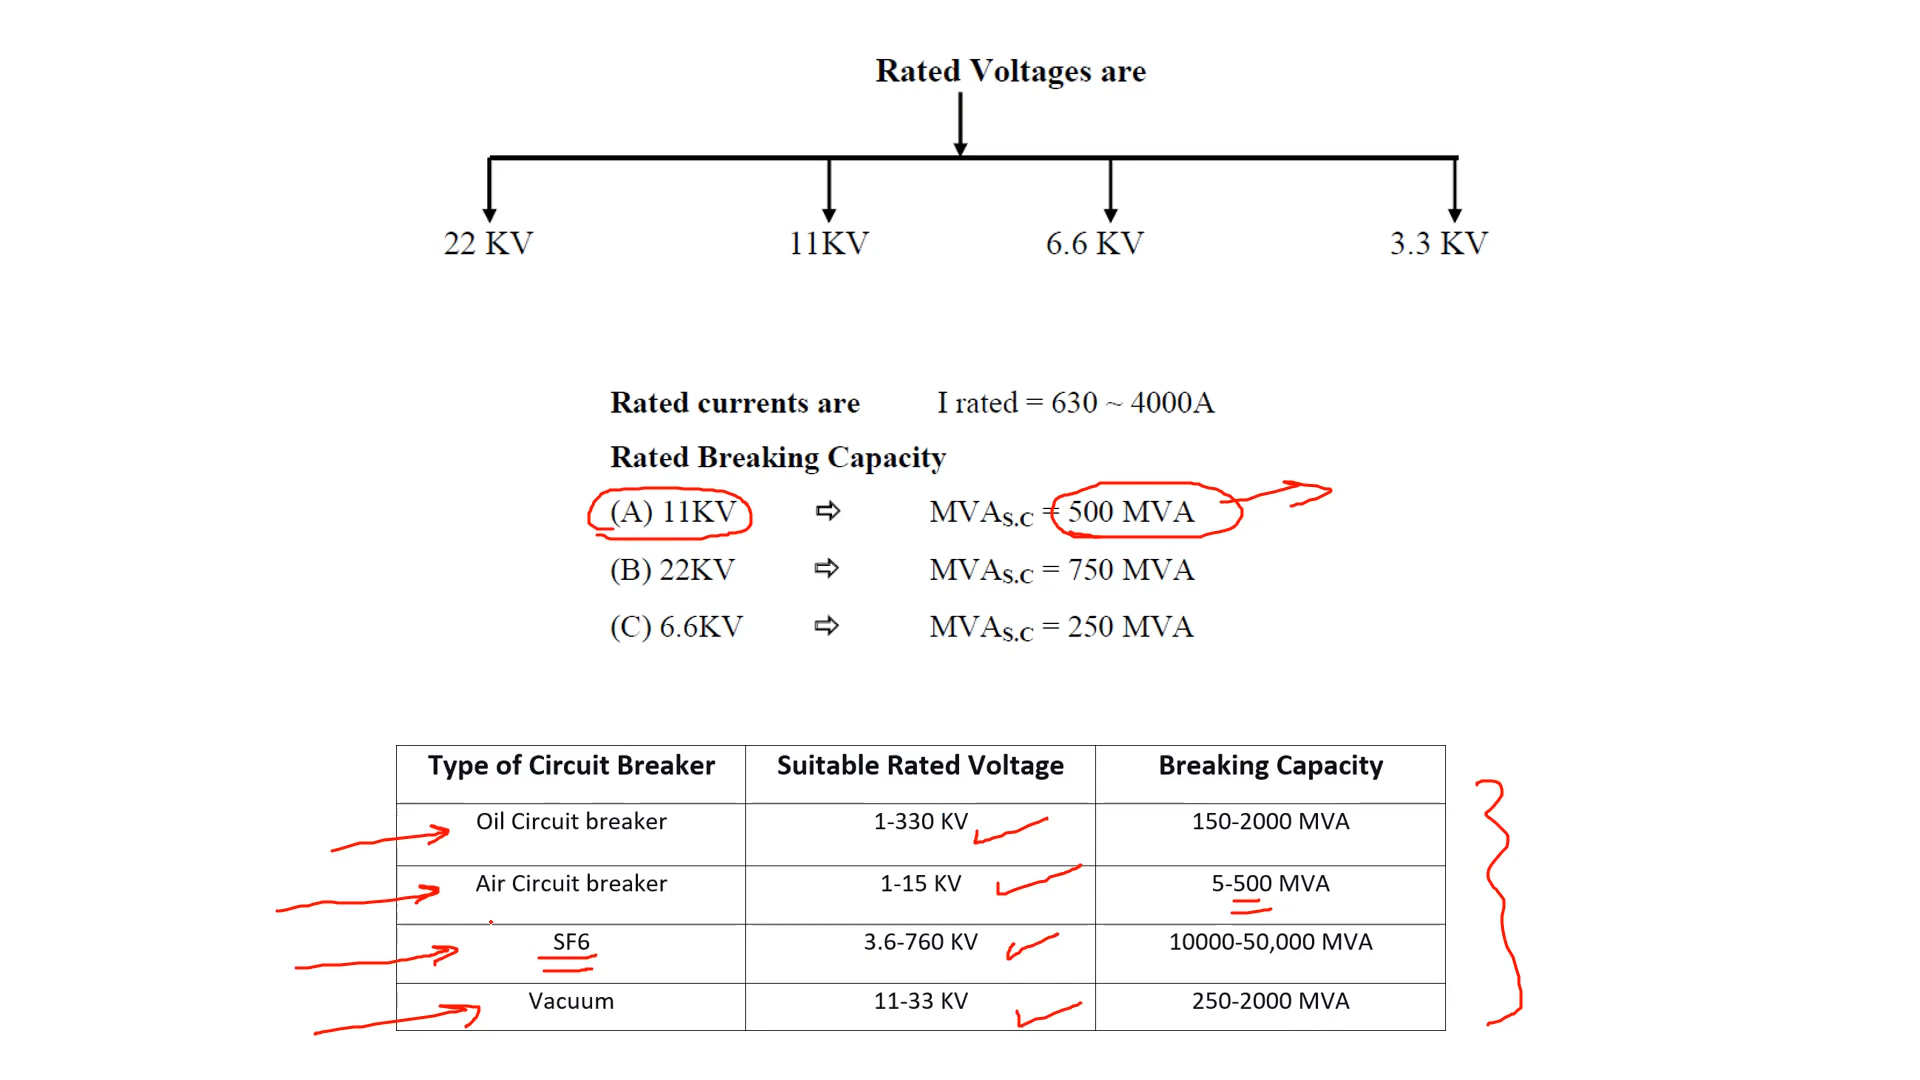 Rated Voltages are
22 KV 11KV 6.6 KV 3.3 KV
Rated currents are I rated = 630 ~ 4000A
Rated Breaking Capacity
(A) 11KV ⇨ MVAS.C = 500 MVA
(B) 22KV ⇨ MVAS.C = 750 MVA
(C) 6.6KV ⇨ MVAS.C = 250 MVA
Type of Circuit Breaker Suitable Rated Voltage Breaking Capacity
Oil Circuit breaker 1-330 KV 150-2000 MVA
Air Circuit breaker 1-15 KV 5-500 MVA
SF6 3.6-760 KV 10000-50,000 MVA
Vacuum 11-33 KV 250-2000 MVA